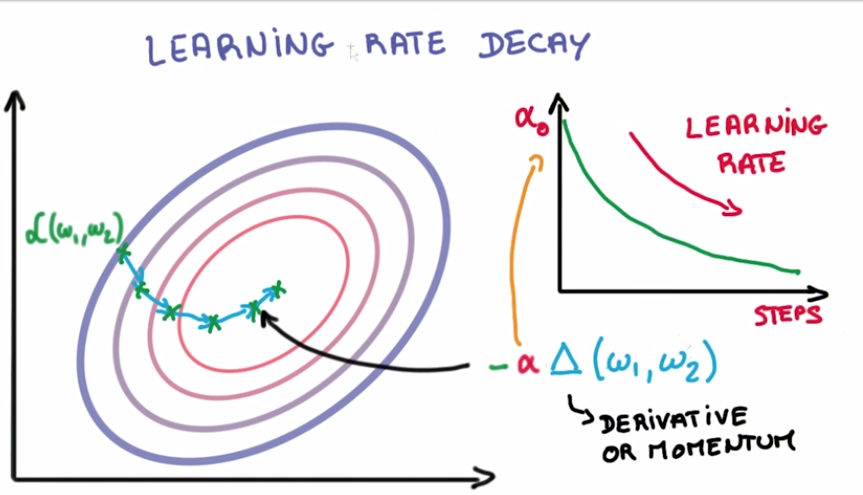 LEARNING RATE DECAY
α₀
LEARNING
RATE
ℒ(ω₁,ω₂)
STEPS
- α Δ (ω₁,ω₂)
DERIVATIVE
OR MOMENTUM